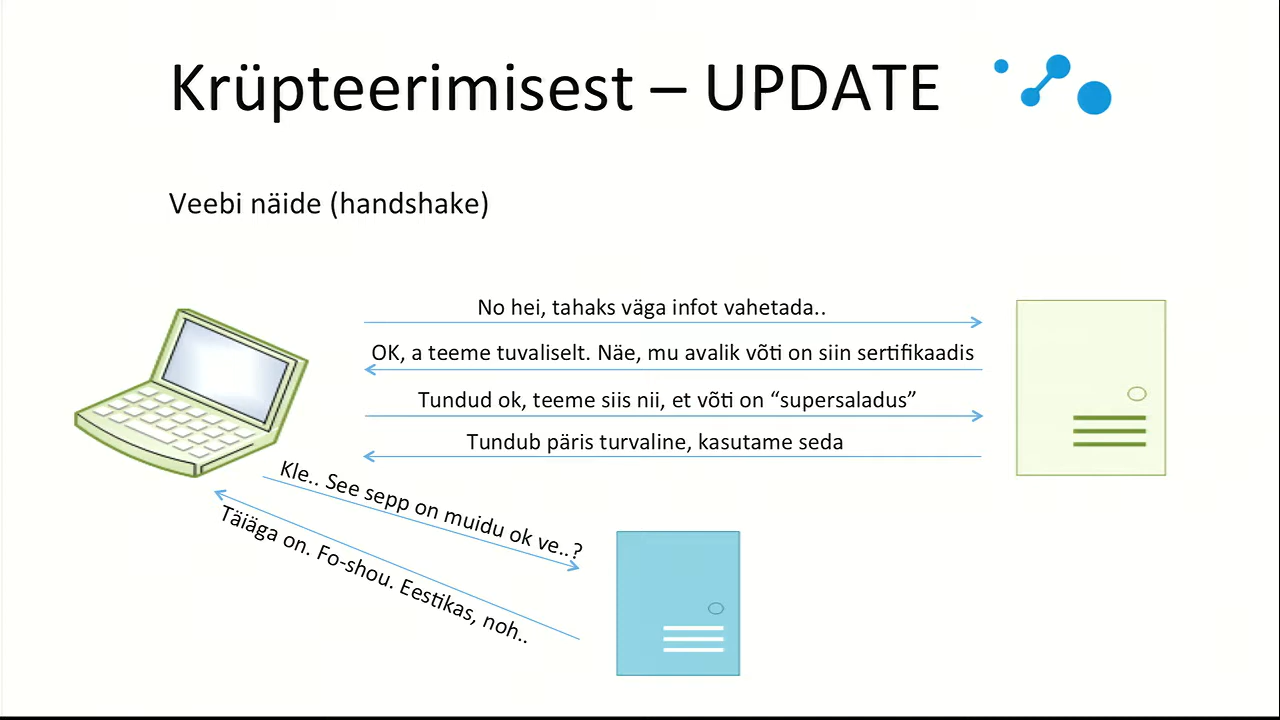 Krüpteerimisest – UPDATE
Veebi näide (handshake)
No hei, tahaks väga infot vahetada..
OK, a teeme tuvaliselt. Näe, mu avalik võti on siin sertifikaadis
Tundud ok, teeme siis nii, et võti on “supersaladus”
Tundub päris turvaline, kasutame seda
Kle.. See sepp on muidu ok ve..?
Täiäga on. Fo-shou. Eestikas, noh..